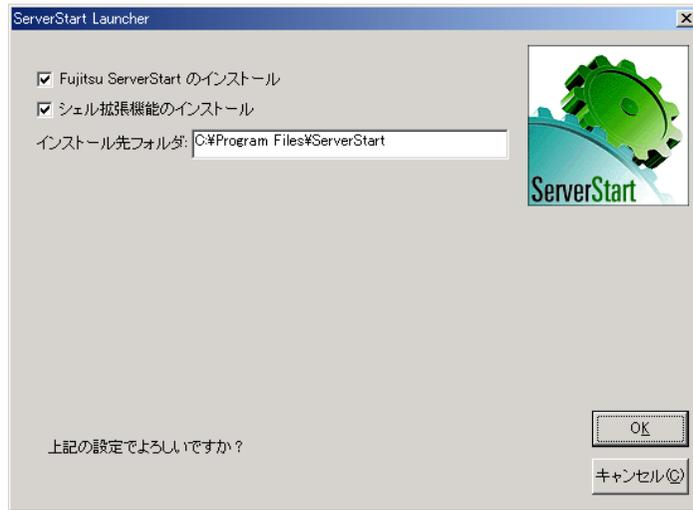 ServerStart Launcher
Fujitsu ServerStart のインストール
シェル拡張機能のインストール
インストール先フォルダ: C:¥Program Files¥ServerStart
ServerStart
上記の設定でよろしいですか?
OK
キャンセル(C)